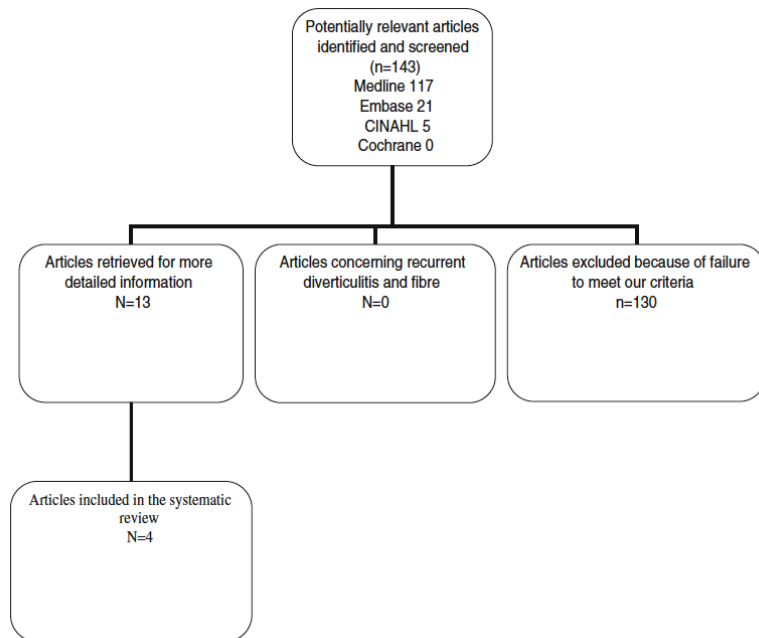 Potentially relevant articles
identified and screened
(n=143)
Medline 117
Embase 21
CINAHL 5
Cochrane 0
Articles retrieved for more
detailed information
N=13
Articles concerning recurrent
diverticulitis and fibre
N=0
Articles excluded because of failure
to meet our criteria
n=130
Articles included in the systematic
review
N=4